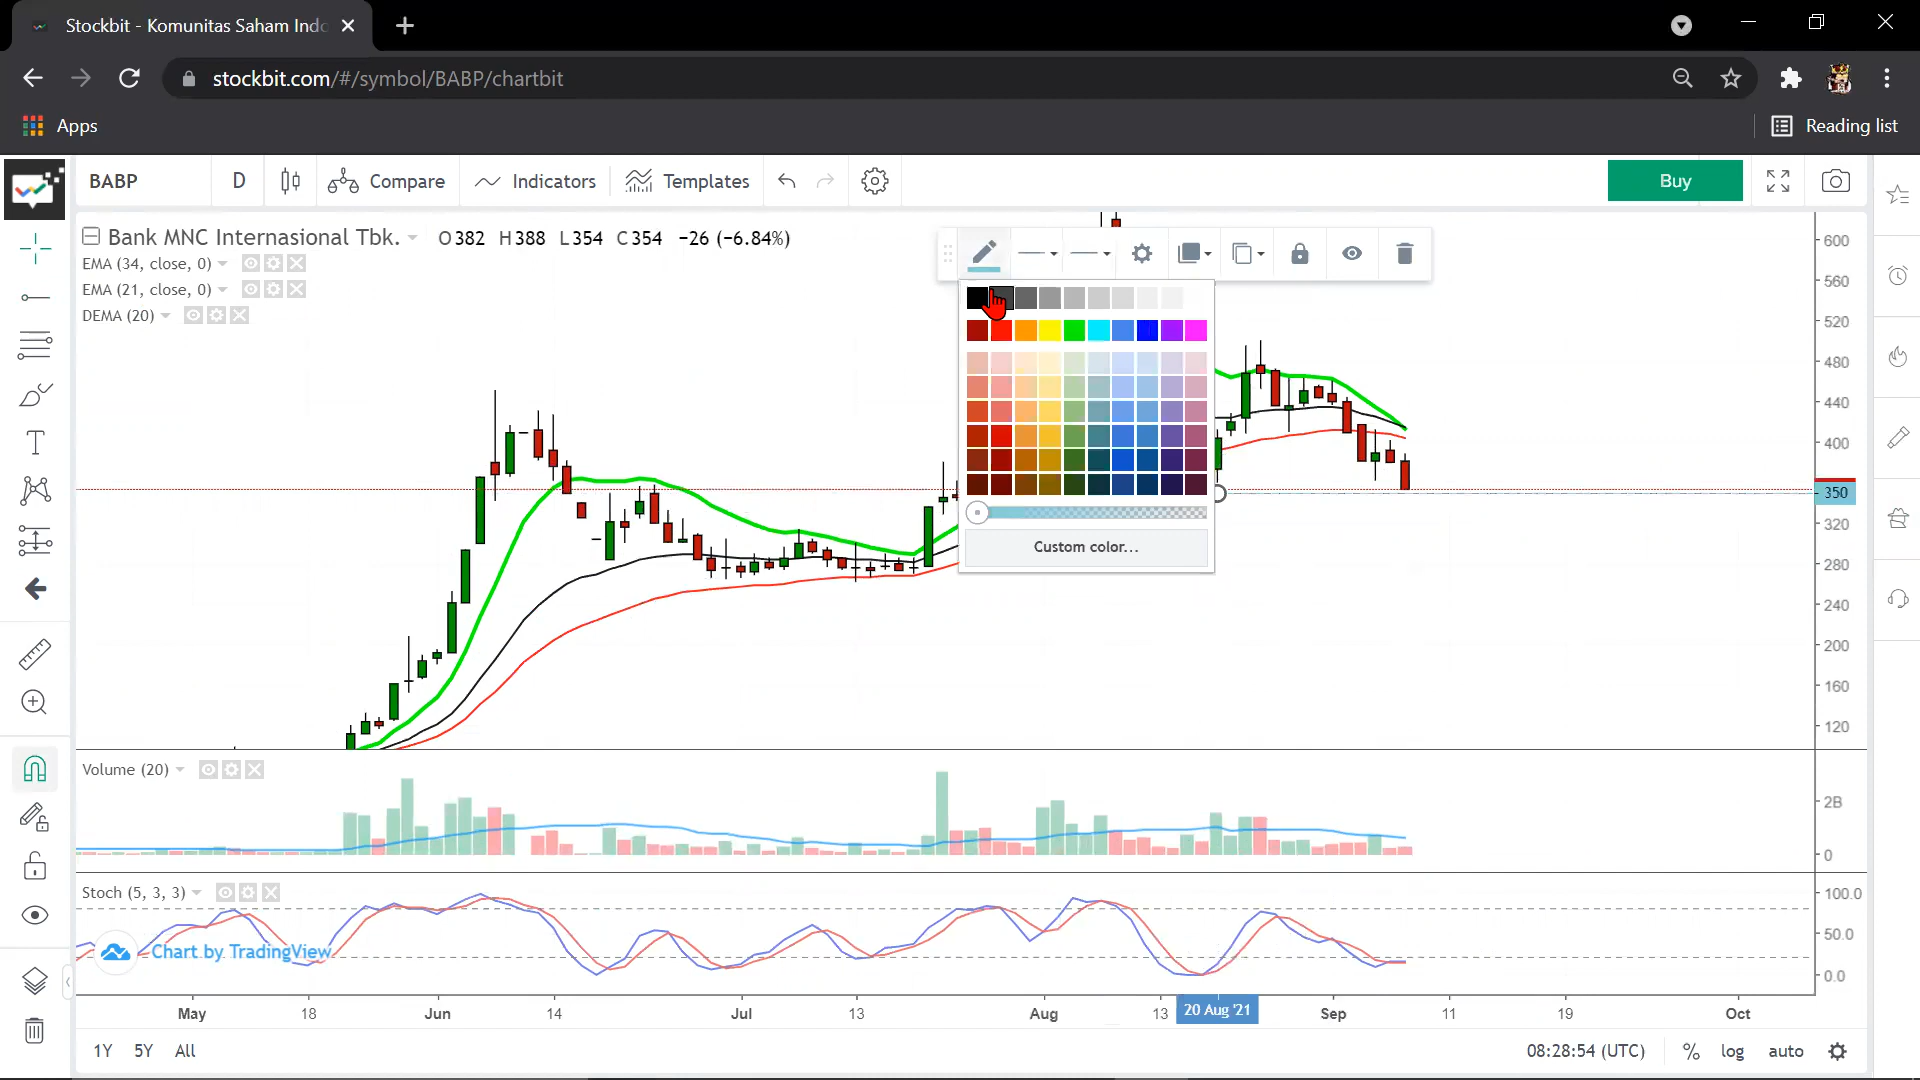 Stockbit - Komunitas Saham Indo
stockbit.com/#/symbol/BABP/chartbit
Apps
Reading list
BABP
D
Compare
Indicators
Templates
Buy
Bank MNC Internasional Tbk.
O382 H388 L354 C354 −26 (−6.84%)
EMA (34, close, 0)
EMA (21, close, 0)
DEMA (20)
Custom color...
600
560
520
480
440
400
350
320
280
240
200
160
120
Volume (20)
2B
0
Stoch (5, 3, 3)
100.0
50.0
0.0
Chart by TradingView
May
18
Jun
14
Jul
13
Aug
13
20 Aug '21
Sep
11
19
Oct
1Y
5Y
All
08:28:54 (UTC)
%
log
auto